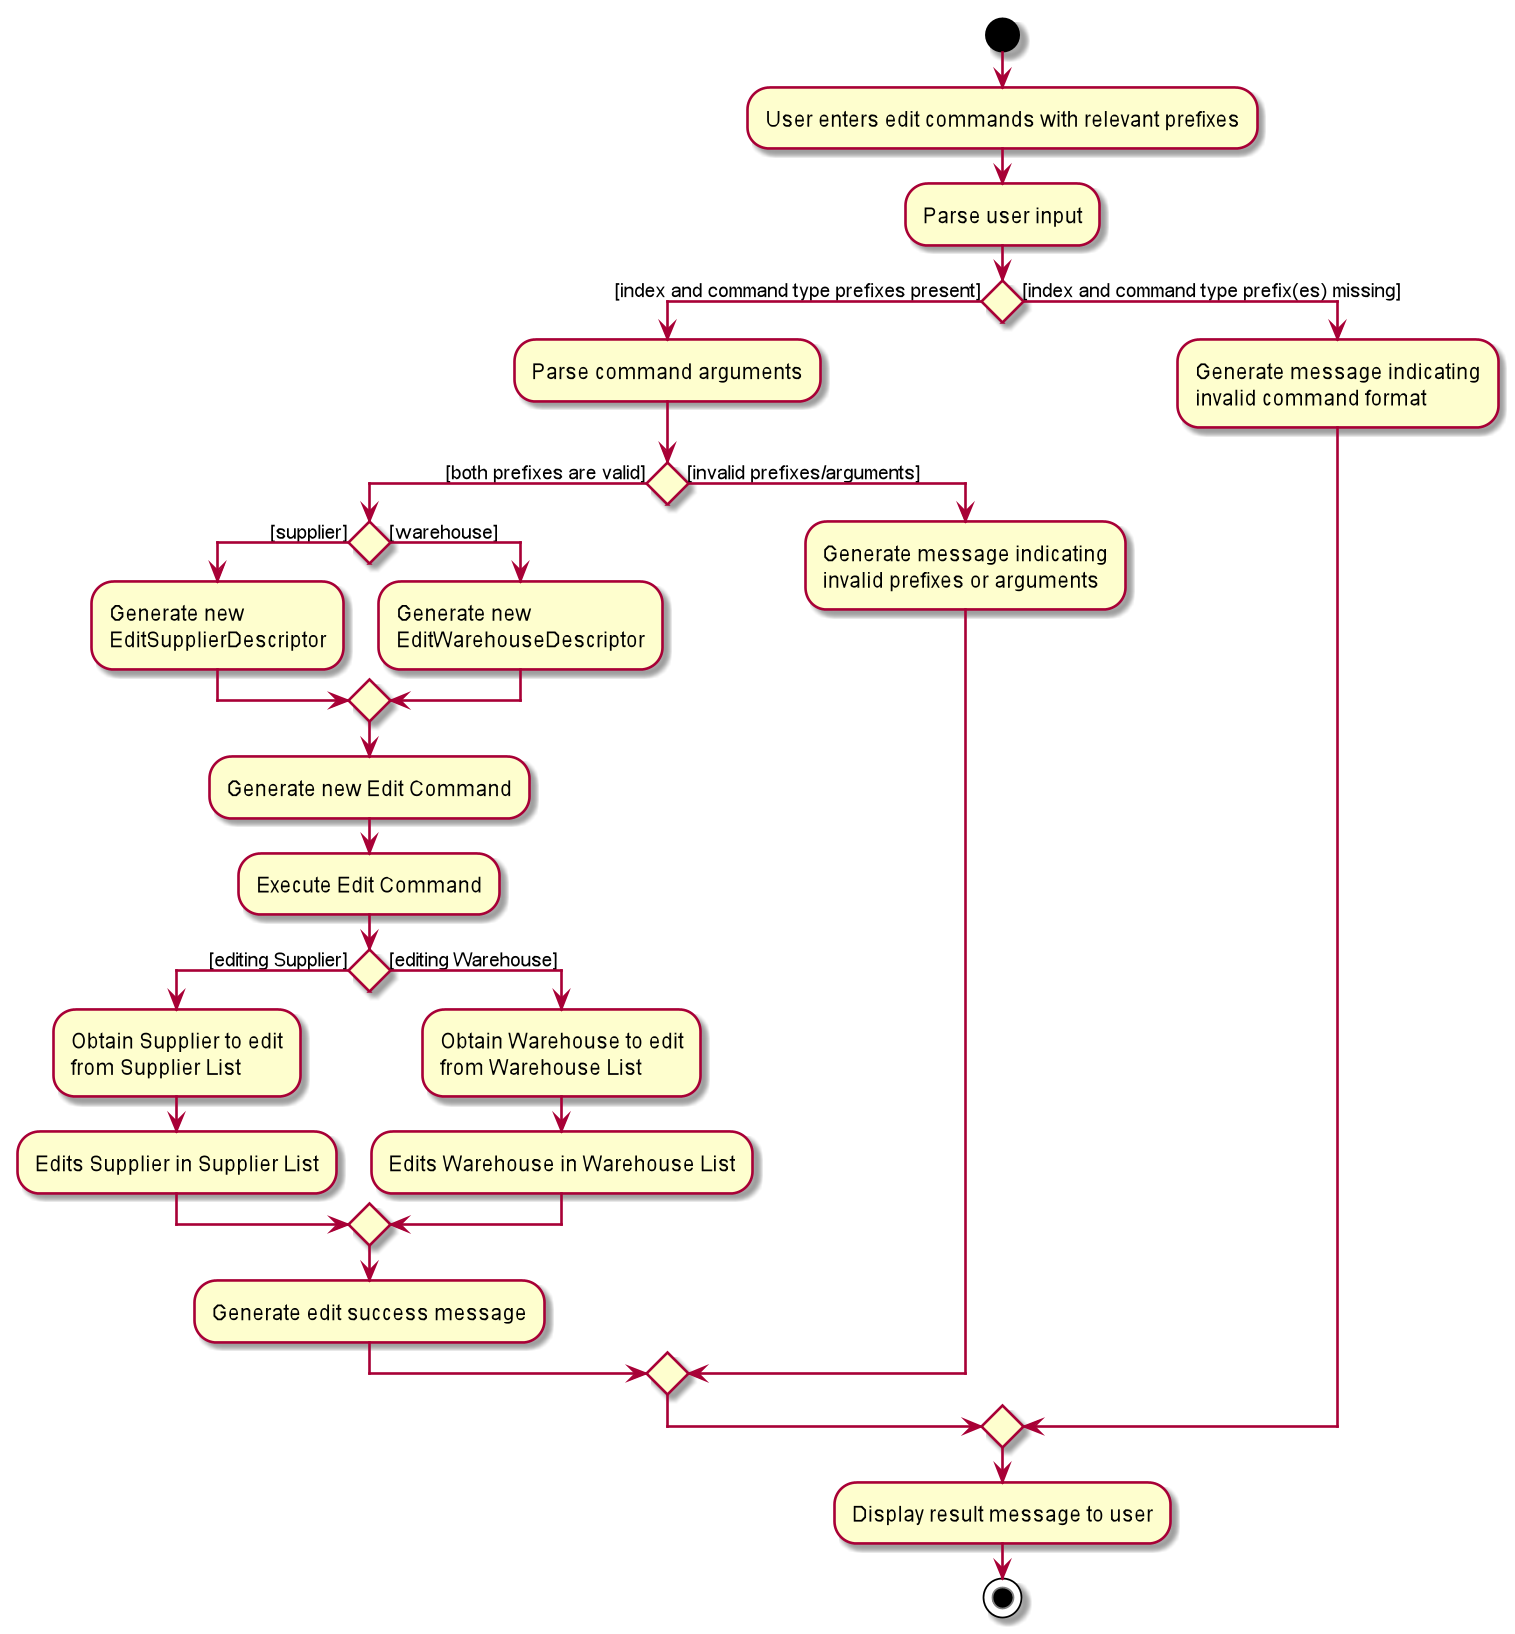 User enters edit commands with relevant prefixes
Parse user input
[index and command type prefixes present]
[index and command type prefix(es) missing]
Parse command arguments
Generate message indicating
invalid command format
[both prefixes are valid]
[invalid prefixes/arguments]
[supplier]
[warehouse]
Generate message indicating
invalid prefixes or arguments
Generate new
EditSupplierDescriptor
Generate new
EditWarehouseDescriptor
Generate new Edit Command
Execute Edit Command
[editing Supplier]
[editing Warehouse]
Obtain Supplier to edit
from Supplier List
Obtain Warehouse to edit
from Warehouse List
Edits Supplier in Supplier List
Edits Warehouse in Warehouse List
Generate edit success message
Display result message to user